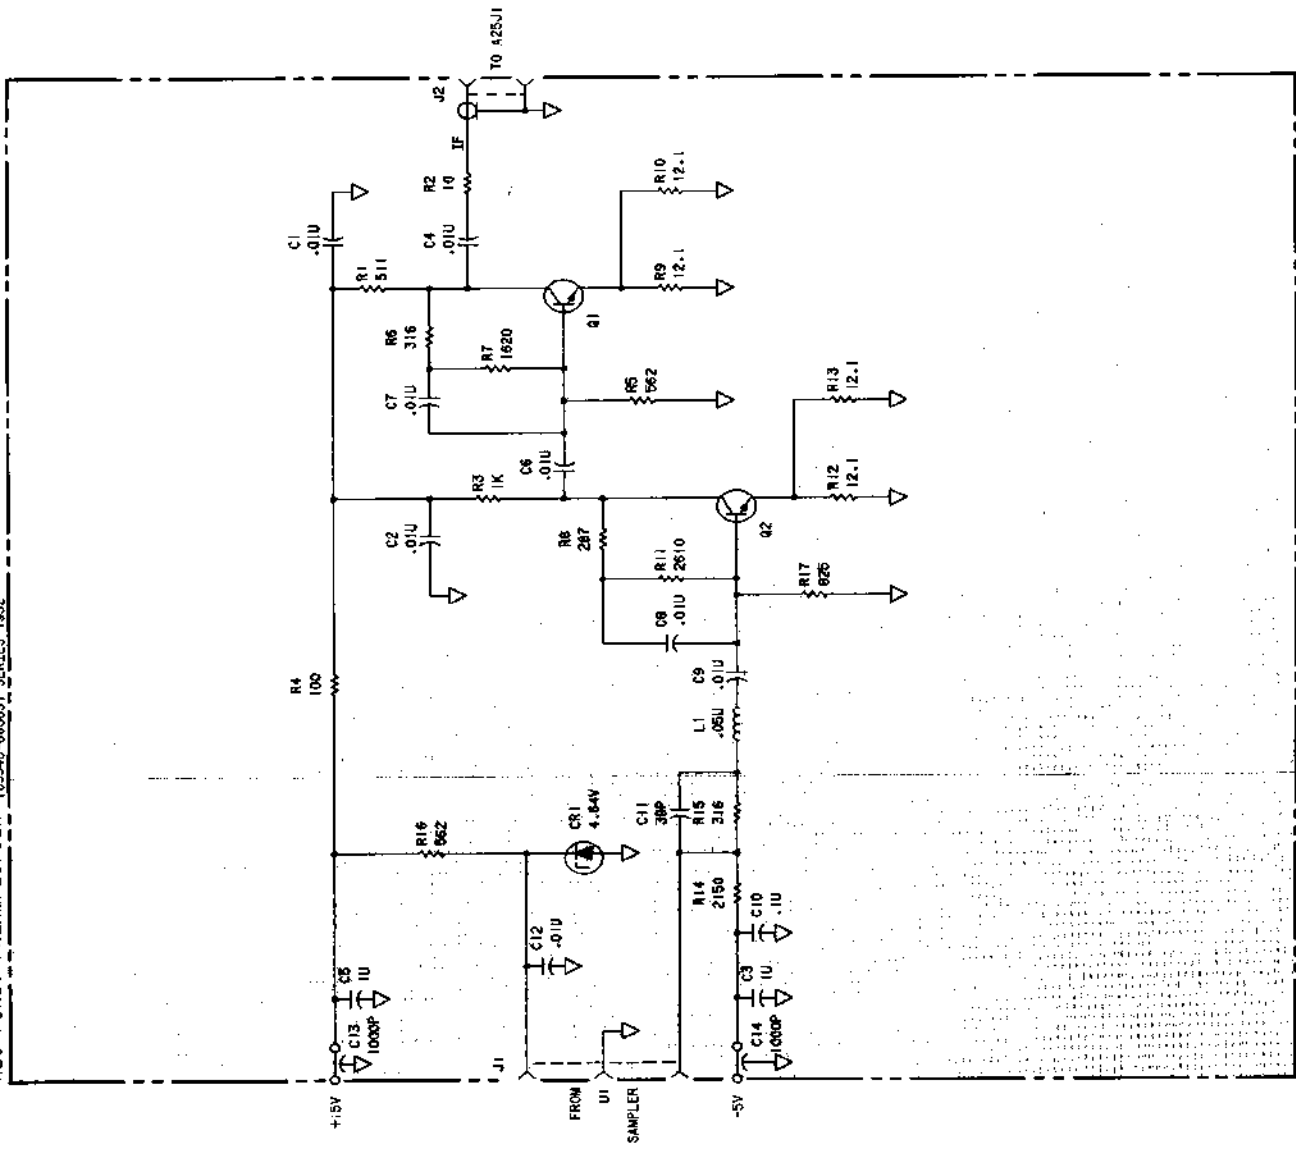 TO A25J1
J2
IF
R2
10
C4
.01U
C1
.01U
R1
511
R10
12.1
R9
12.1
Q1
R6
316
R7
1620
C7
.01U
R5
562
R13
12.1
R12
12.1
C6
.01U
R3
1K
C2
.01U
Q2
R8
287
R11
2610
R17
825
C8
.01U
C9
.01U
L1
R4
100
CR1
4.64V
C11
39P
R15
316
R16
562
R14
2150
C10
.1U
C12
.01U
C3
1U
C5
1U
C13
1000P
C14
1000P
J1
+15V
FROM
U1
SAMPLER
-5V